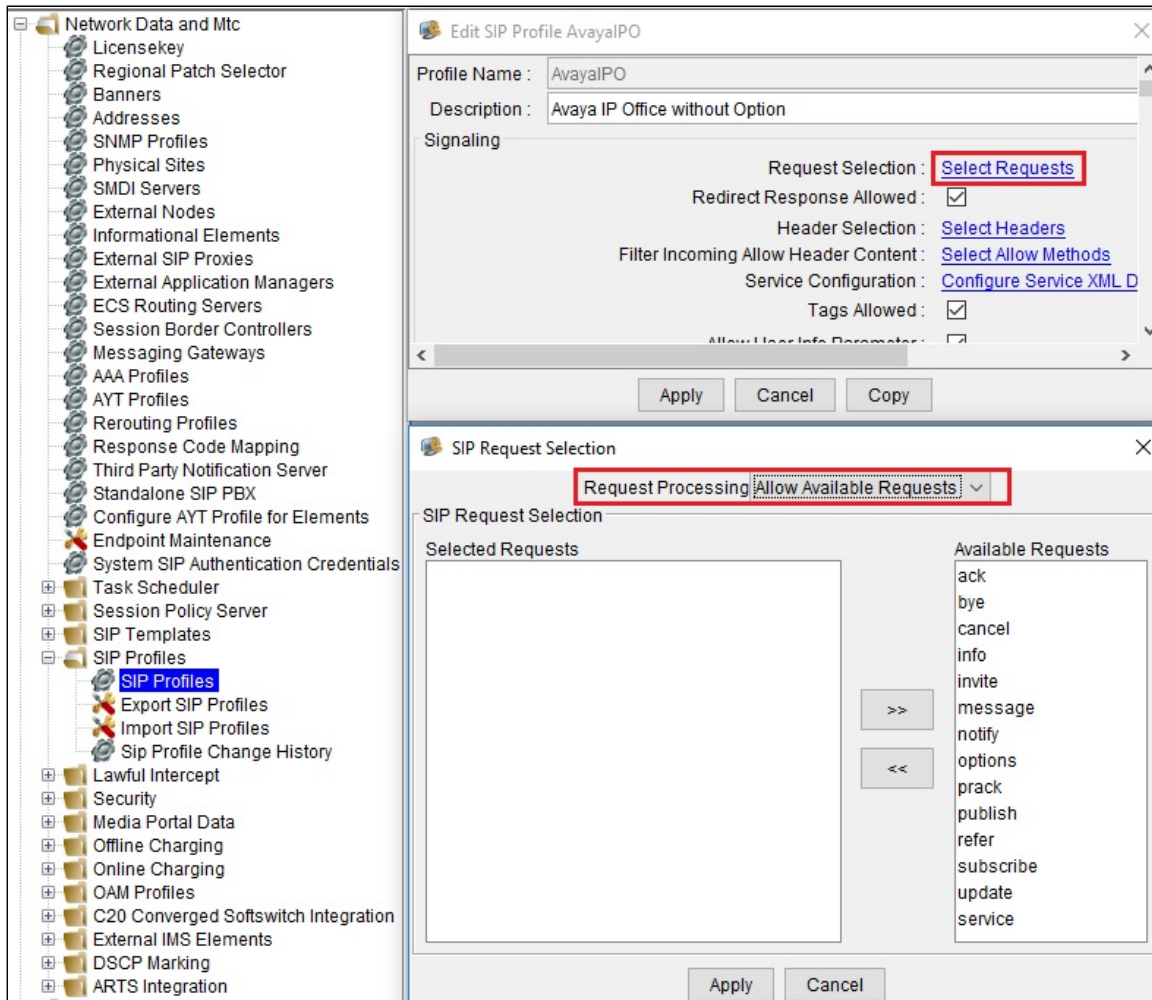 Network Data and Mtc
Licensekey
Regional Patch Selector
Banners
Addresses
SNMP Profiles
Physical Sites
SMDI Servers
External Nodes
Informational Elements
External SIP Proxies
External Application Managers
ECS Routing Servers
Session Border Controllers
Messaging Gateways
AAA Profiles
AYT Profiles
Rerouting Profiles
Response Code Mapping
Third Party Notification Server
Standalone SIP PBX
Configure AYT Profile for Elements
Endpoint Maintenance
System SIP Authentication Credentials
Task Scheduler
Session Policy Server
SIP Templates
SIP Profiles
SIP Profiles
Export SIP Profiles
Import SIP Profiles
Sip Profile Change History
Lawful Intercept
Security
Media Portal Data
Offline Charging
Online Charging
OAM Profiles
C20 Converged Softswitch Integration
External IMS Elements
DSCP Marking
ARTS Integration
Edit SIP Profile AvayaIPO
Profile Name : AvayaIPO
Description : Avaya IP Office without Option
Signaling
Request Selection : Select Requests
Redirect Response Allowed :
Header Selection : Select Headers
Filter Incoming Allow Header Content : Select Allow Methods
Service Configuration : Configure Service XML D
Tags Allowed :
Allow User Info Parameter :
Apply Cancel Copy
SIP Request Selection
Request Processing Allow Available Requests
SIP Request Selection
Selected Requests
>>
<<
Available Requests
ack
bye
cancel
info
invite
message
notify
options
prack
publish
refer
subscribe
update
service
Apply Cancel